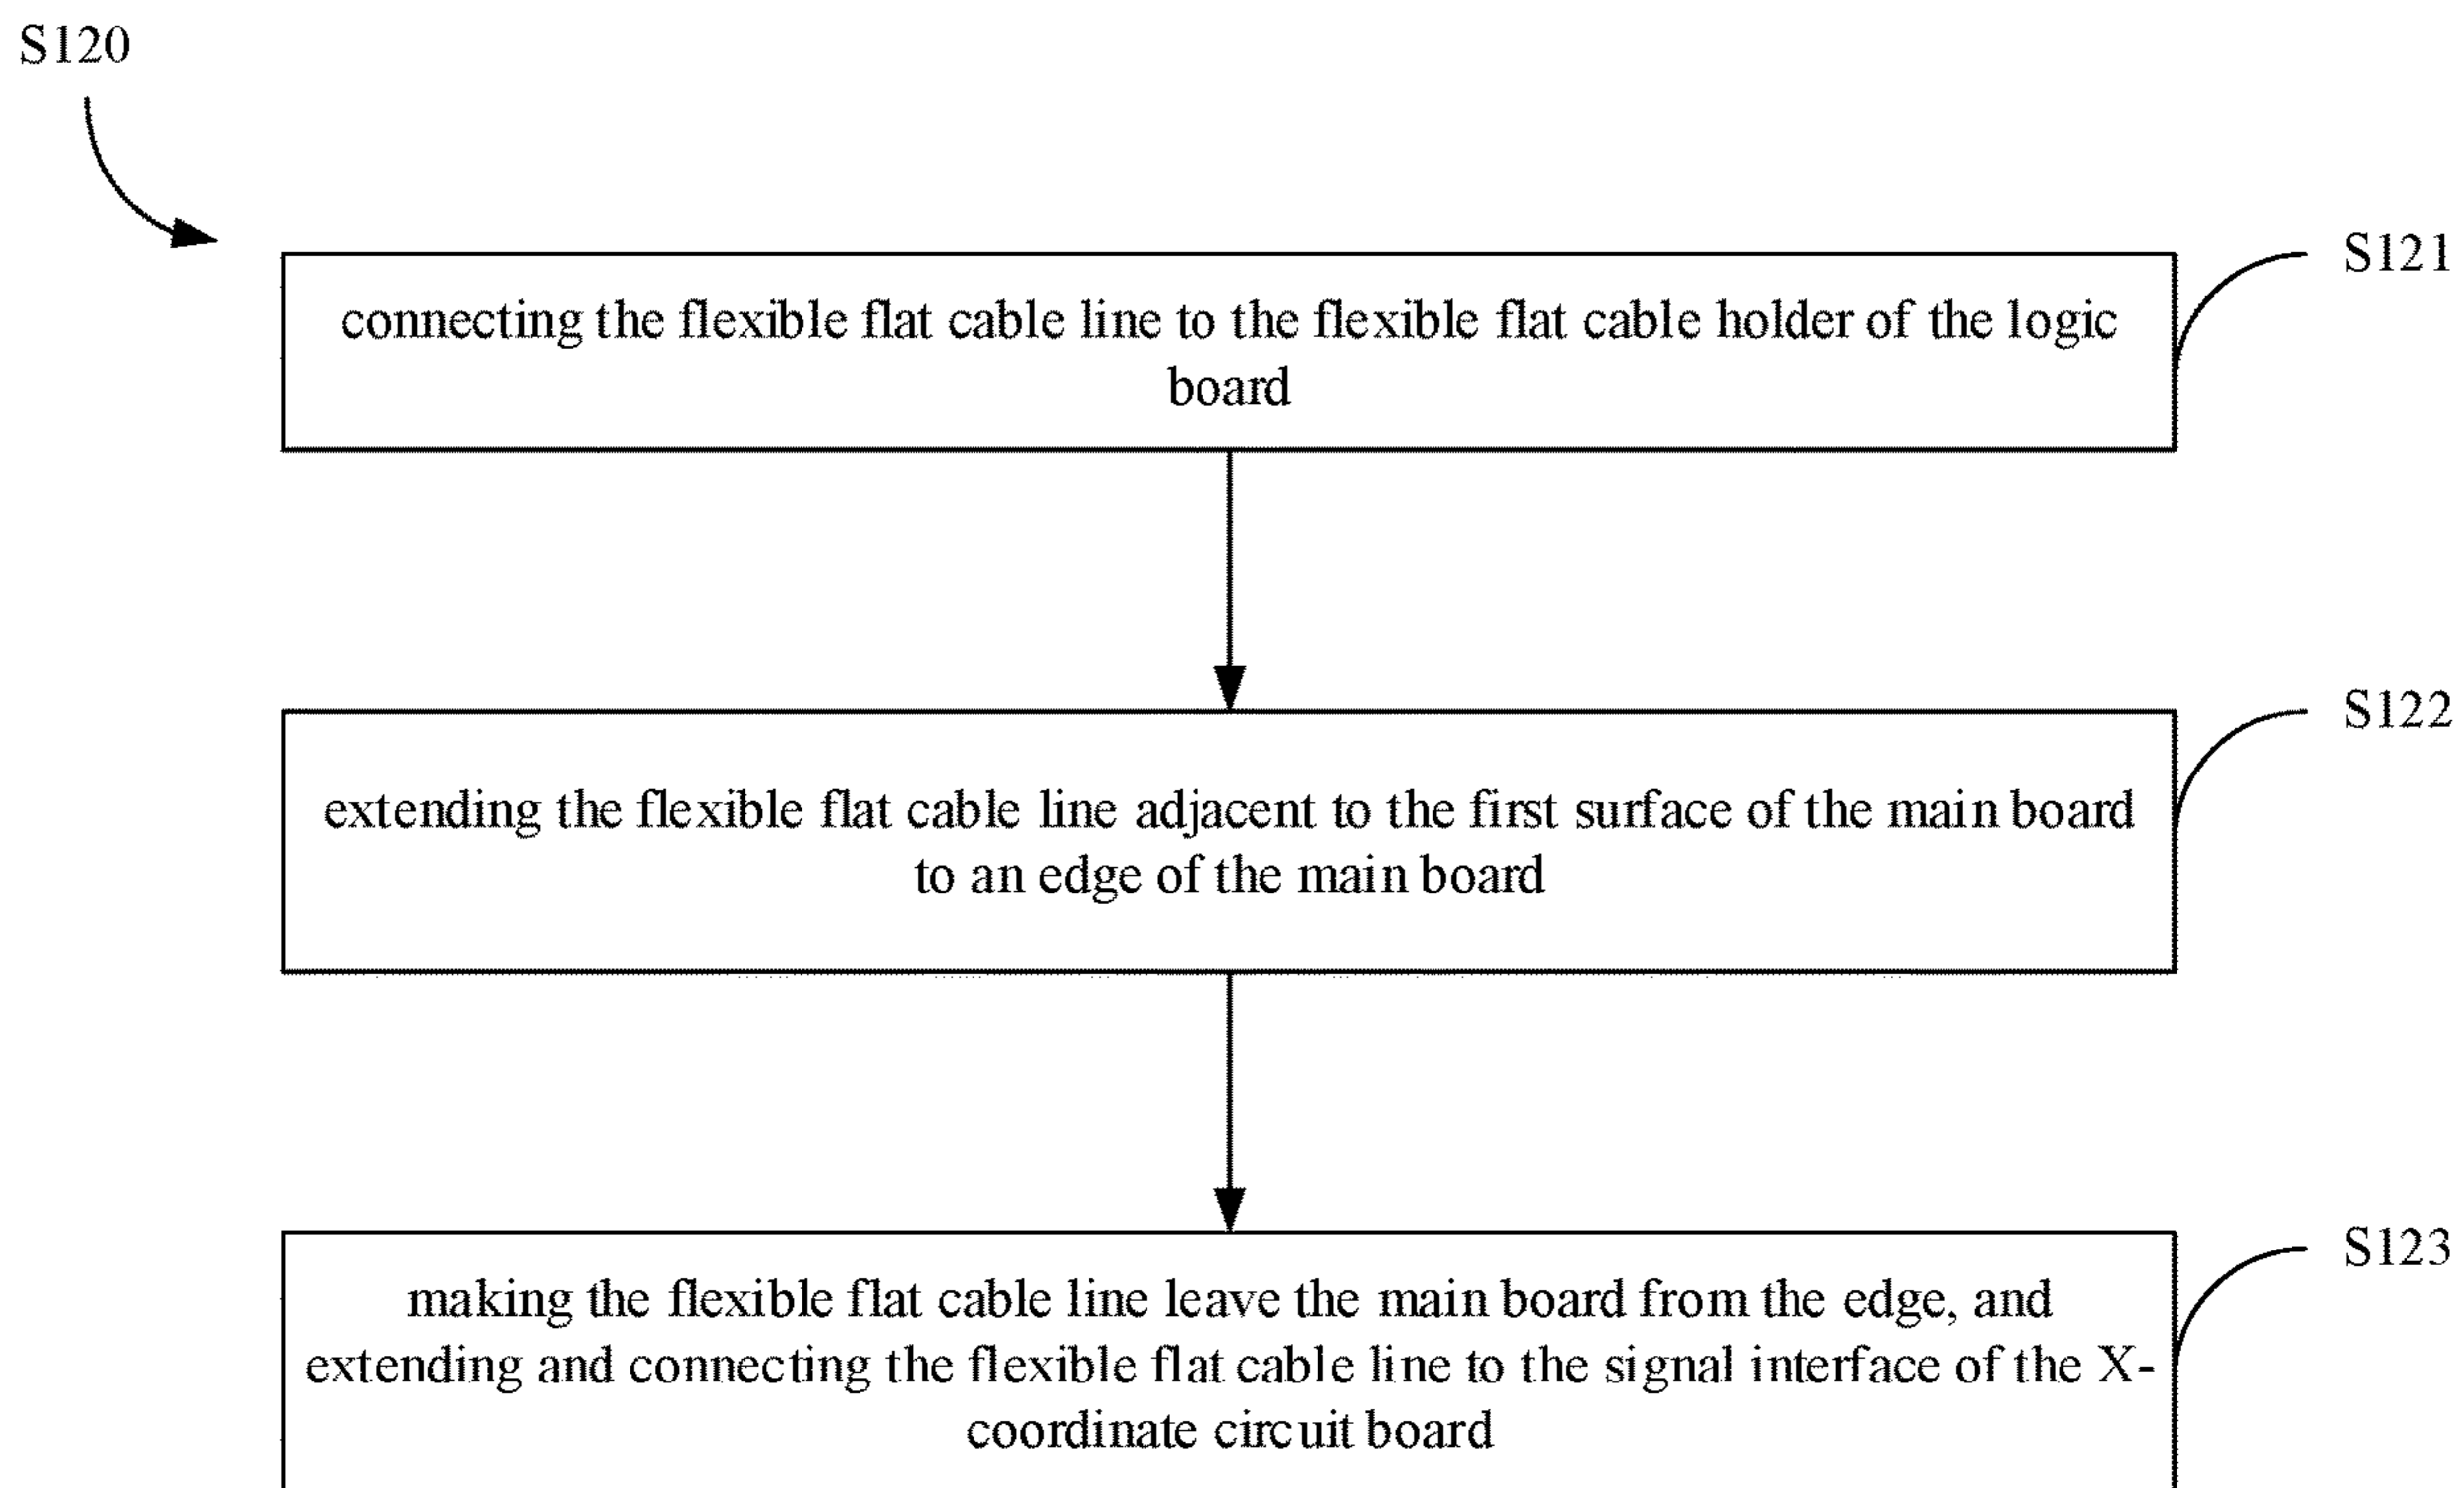 S120
S121
connecting the flexible flat cable line to the flexible flat cable holder of the logic
board
S122
extending the flexible flat cable line adjacent to the first surface of the main board
to an edge of the main board
S123
making the flexible flat cable line leave the main board from the edge, and
extending and connecting the flexible flat cable line to the signal interface of the X-
coordinate circuit board